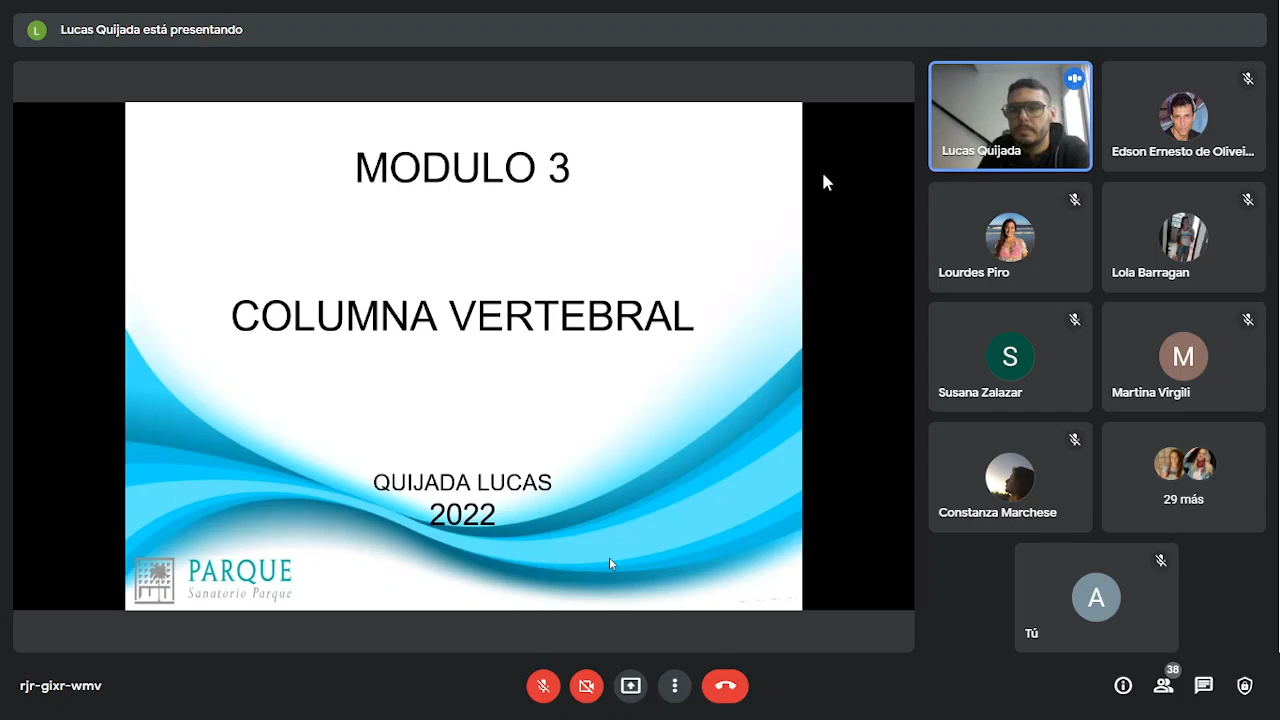 L
Lucas Quijada está presentando
MODULO 3
COLUMNA VERTEBRAL
QUIJADA LUCAS
2022
PARQUE
Sanatorio Parque
Lucas Quijada
Edson Ernesto de Olivei...
Lourdes Piro
Lola Barragan
S
Susana Zalazar
M
Martina Virgili
Constanza Marchese
29 más
A
Tú
rjr-gixr-wmv
38